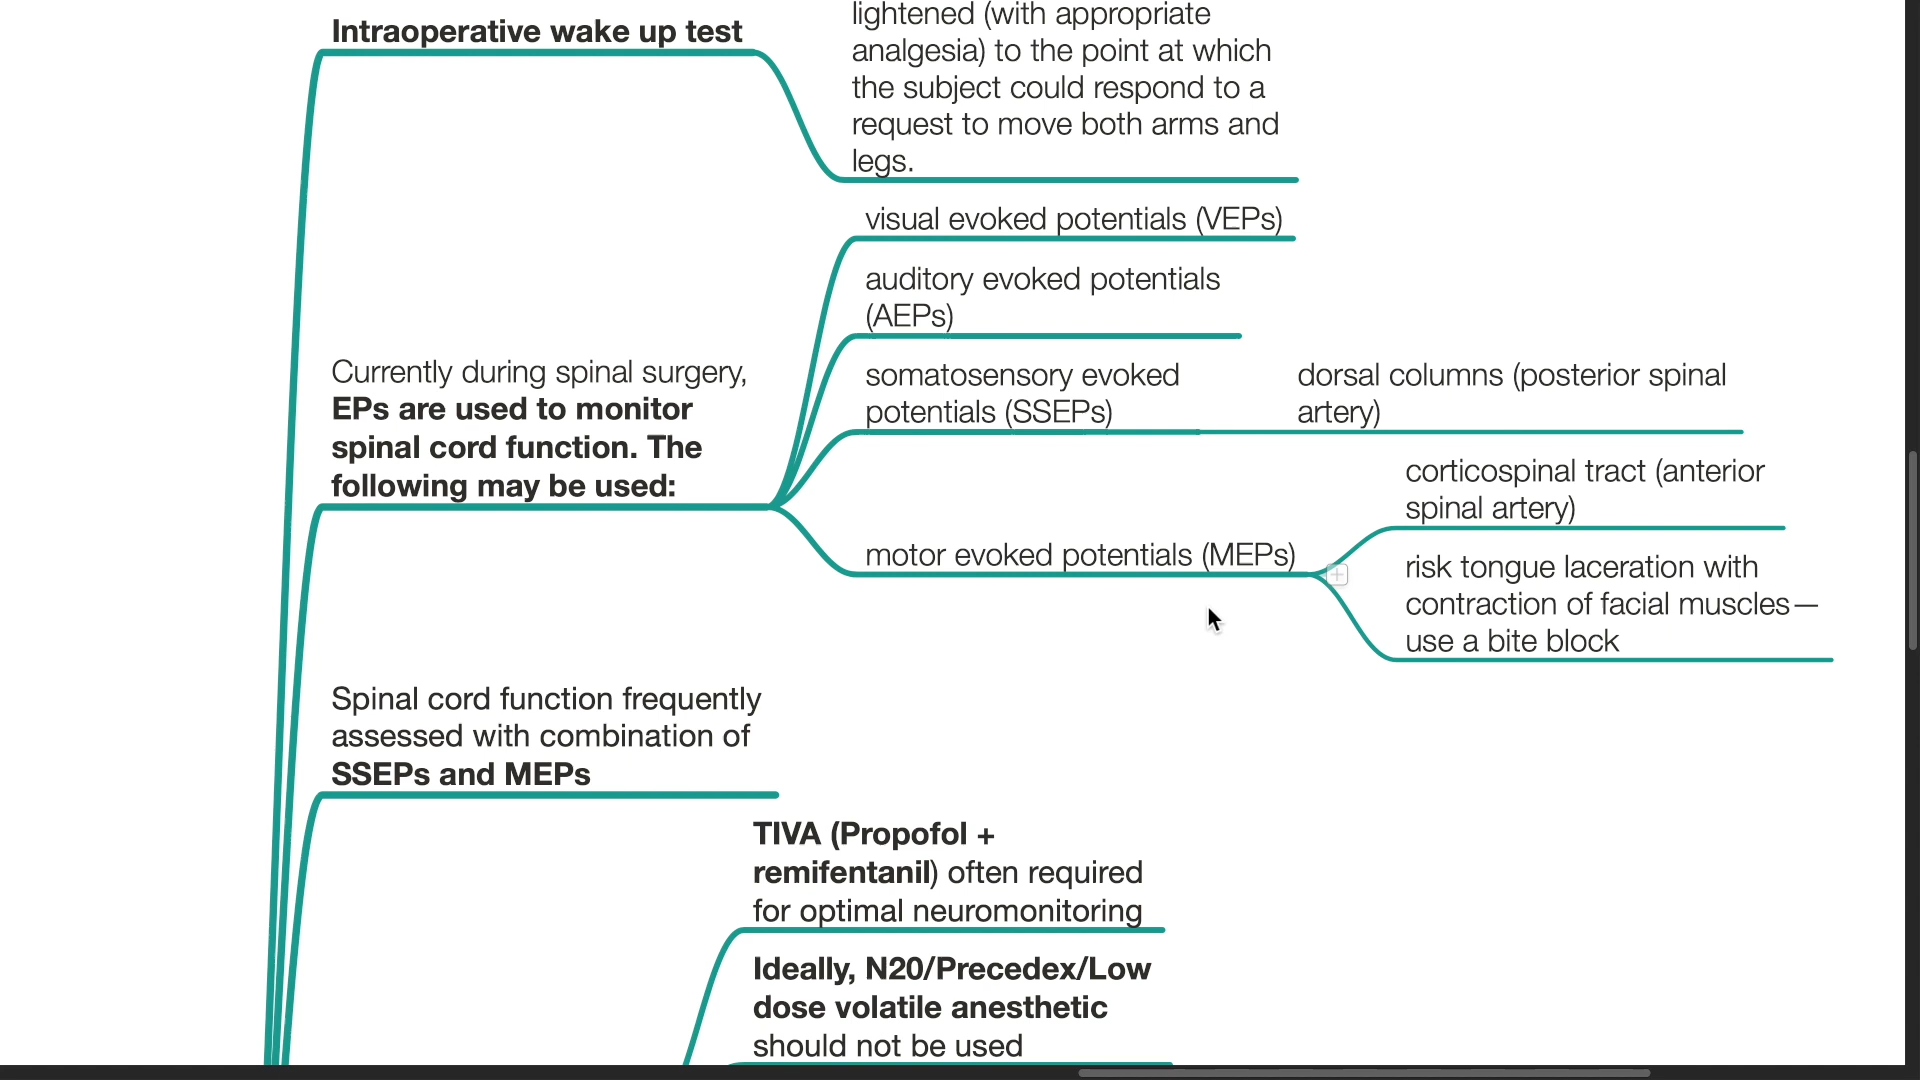 Intraoperative wake up test
lightened (with appropriate
analgesia) to the point at which
the subject could respond to a
request to move both arms and
legs.
Currently during spinal surgery,
EPs are used to monitor
spinal cord function. The
following may be used:
visual evoked potentials (VEPs)
auditory evoked potentials
(AEPs)
somatosensory evoked
potentials (SSEPs)
dorsal columns (posterior spinal
artery)
motor evoked potentials (MEPs)
corticospinal tract (anterior
spinal artery)
risk tongue laceration with
contraction of facial muscles—
use a bite block
Spinal cord function frequently
assessed with combination of
SSEPs and MEPs
TIVA (Propofol +
remifentanil) often required
for optimal neuromonitoring
Ideally, N20/Precedex/Low
dose volatile anesthetic
should not be used